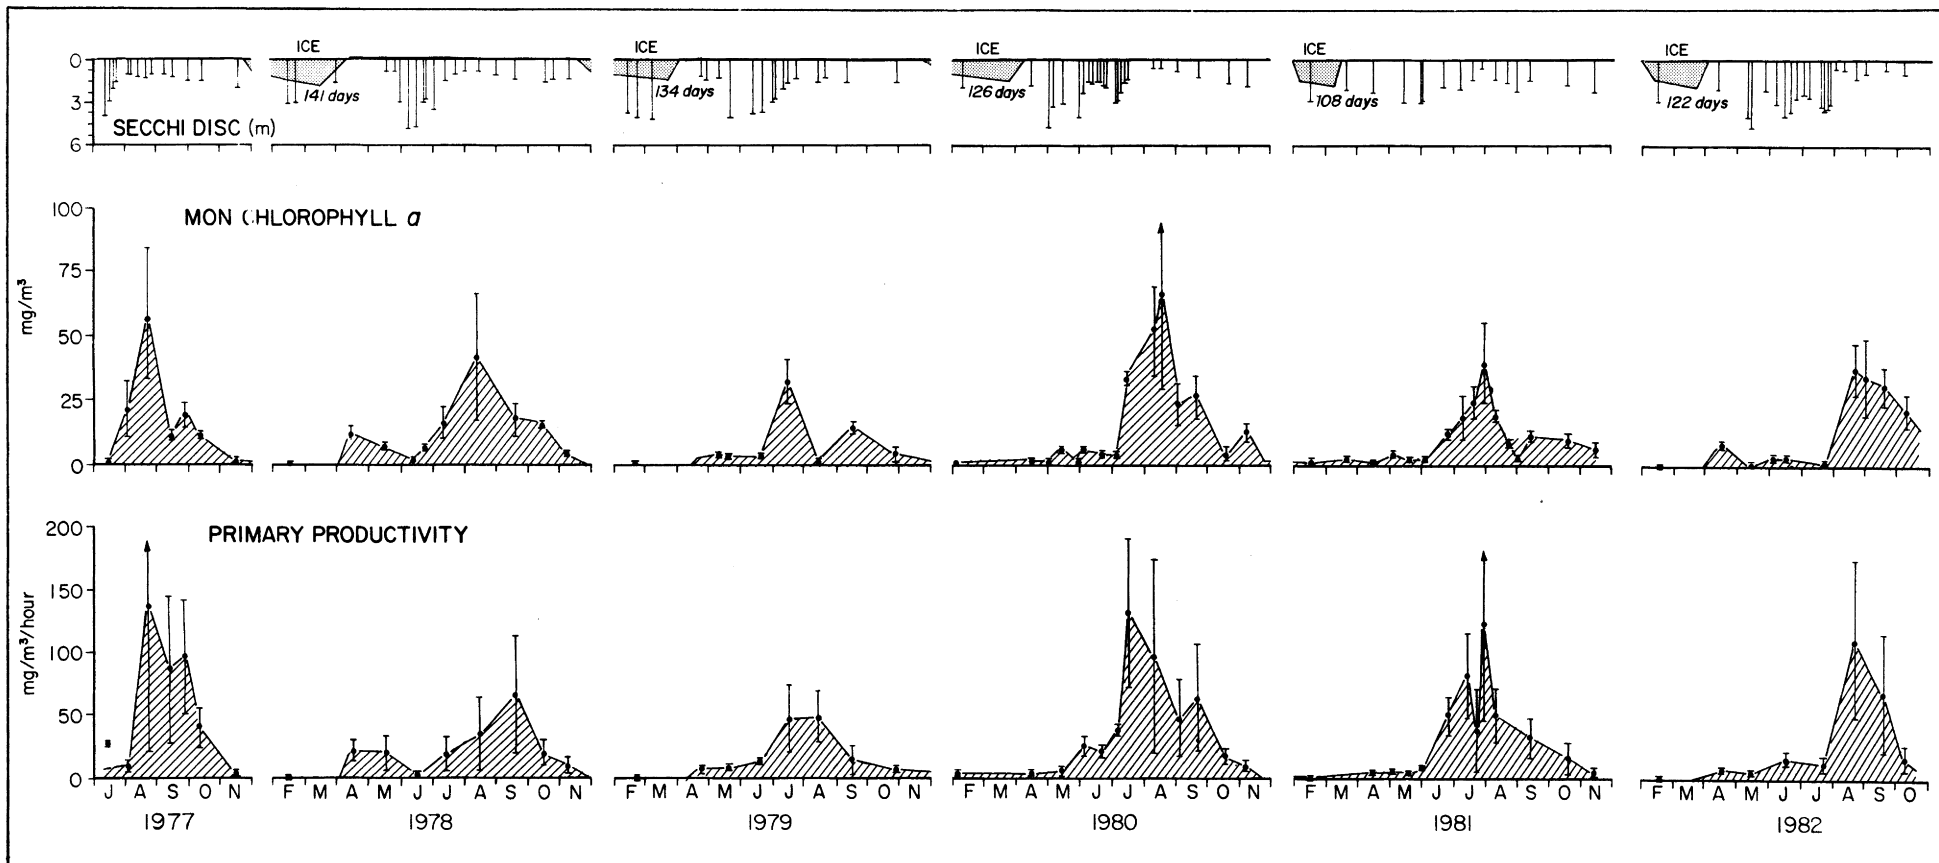 ICE ICE ICE ICE ICE
0
3
6
141 days 134 days 126 days 108 days 122 days
SECCHI DISC (m)
100
75
50
25
0
mg/m³
MON CHLOROPHYLL a
200
150
100
50
0
mg/m³/hour
PRIMARY PRODUCTIVITY
J A S O N F M A M J J A S O N F M A M J J A S O N F M A M J J A S O N F M A M J J A S O N F M A M J J A S O
1977 1978 1979 1980 1981 1982